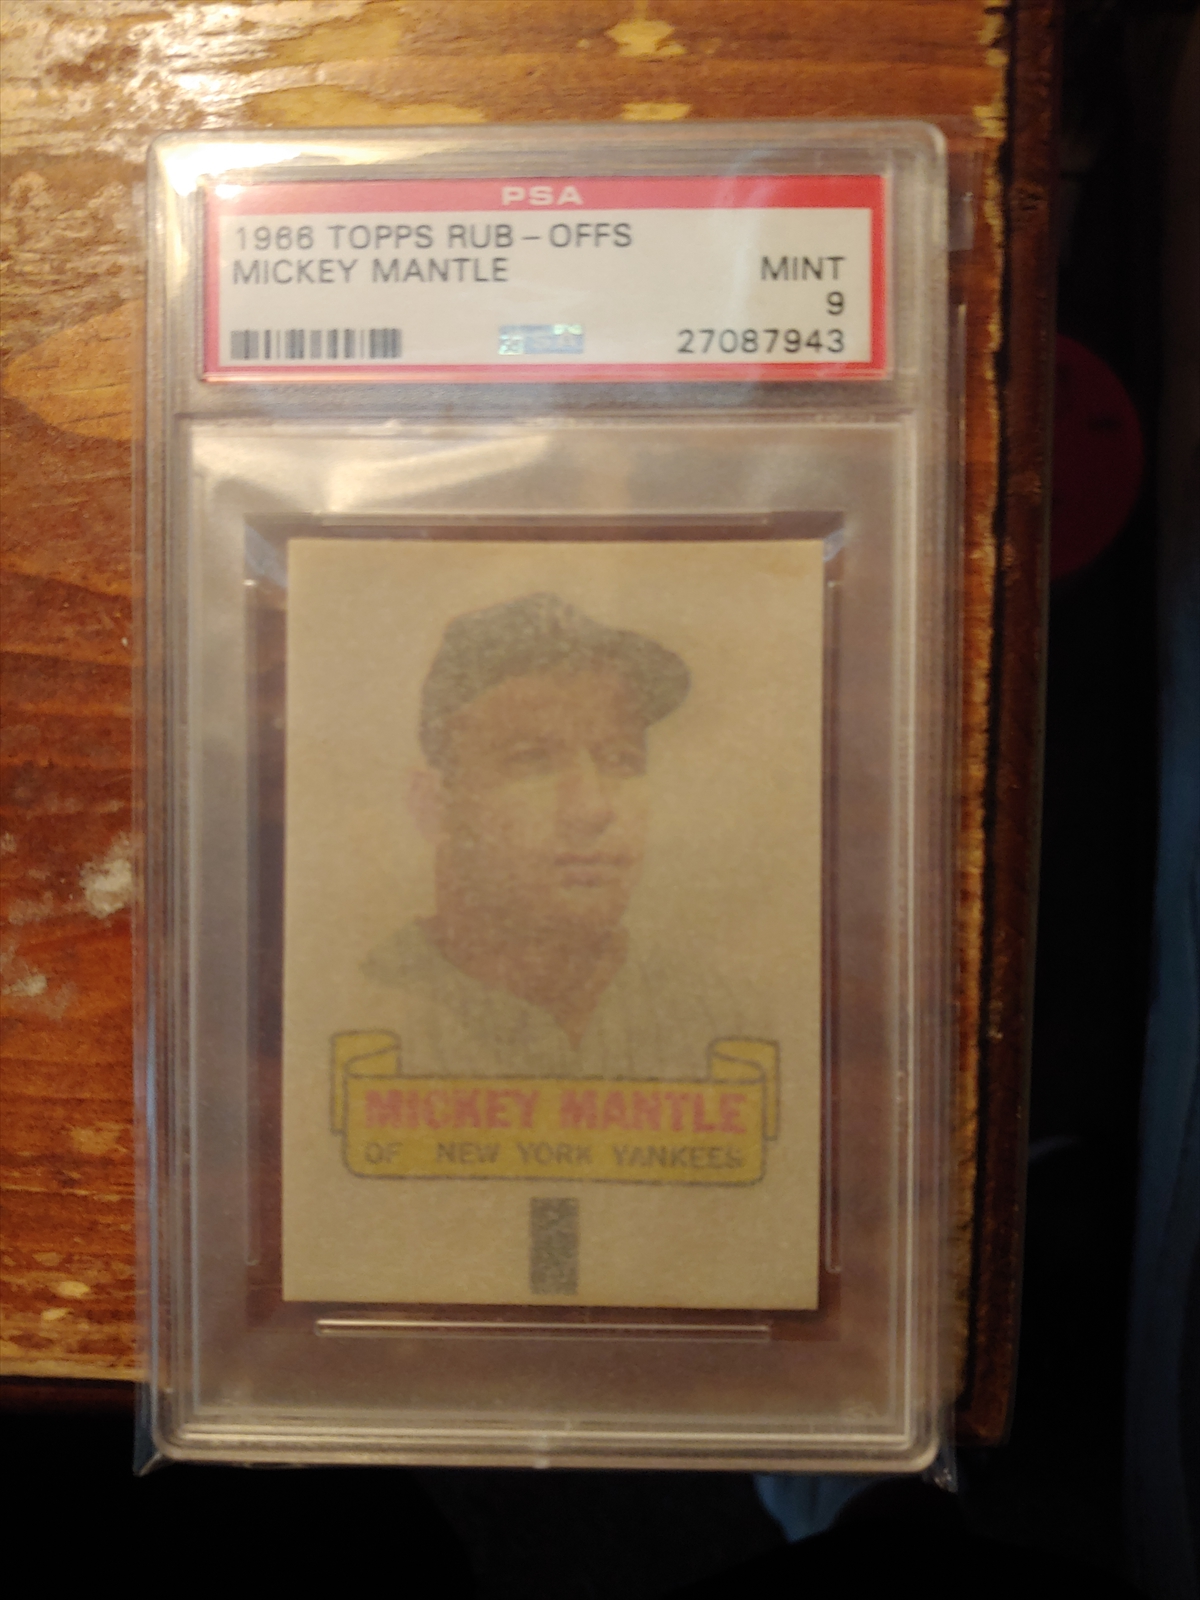 PSA
1966 TOPPS RUB-OFFS
MICKEY MANTLE MINT
9
27087943
MICKEY MANTLE
OF NEW YORK YANKEES